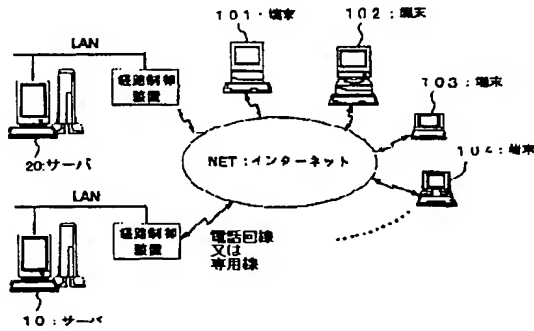 LAN
経路制御
装置
20:サーバ
101・端末
102:端末
103:端末
104:端末
NET:インターネット
LAN
経路制御
装置
電話回線
又は
専用線
10:サーバ